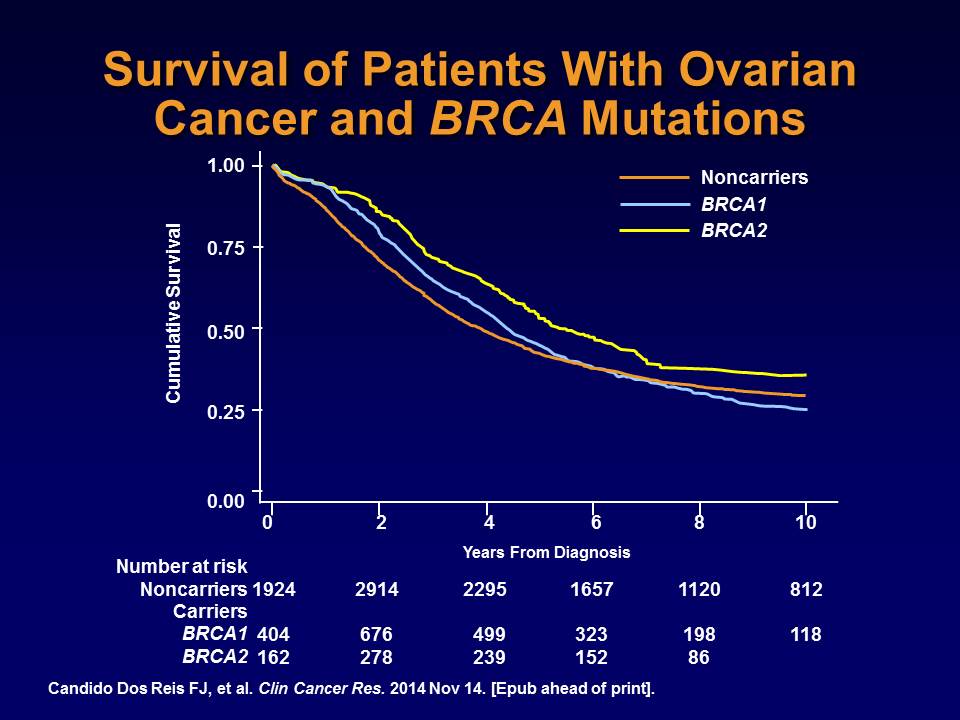 Survival of Patients With Ovarian
Cancer and BRCA Mutations
1.00
0.75
0.50
0.25
0.00
Cumulative Survival
Noncarriers
BRCA1
BRCA2
0 2 4 6 8 10
Years From Diagnosis
Number at risk
Noncarriers 1924 2914 2295 1657 1120 812
Carriers
BRCA1 404 676 499 323 198 118
BRCA2 162 278 239 152 86
Candido Dos Reis FJ, et al. Clin Cancer Res. 2014 Nov 14. [Epub ahead of print].